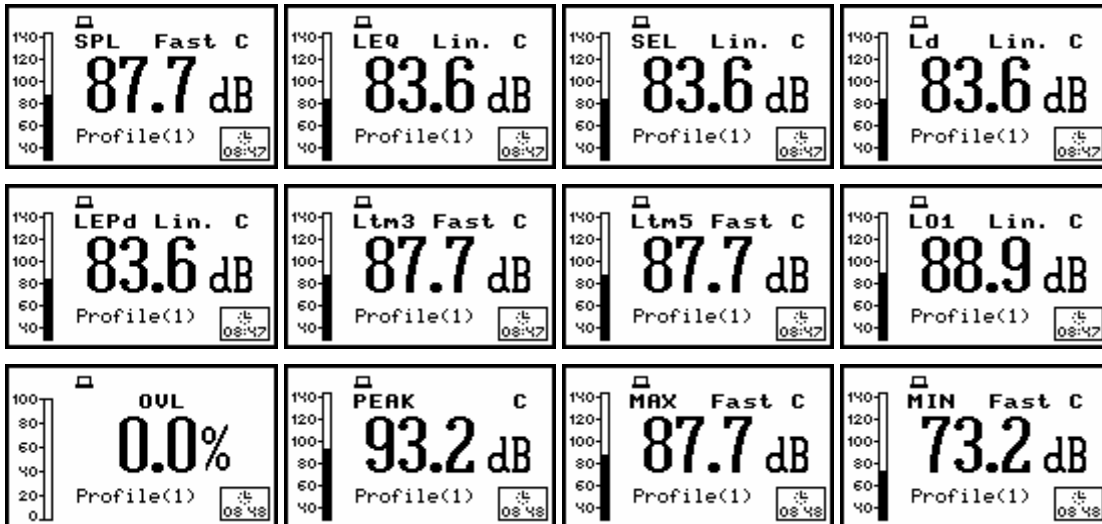 SPL Fast C
140
120
100
80
60
40
87.7 dB
Profile(1)
08:47
LEQ Lin. C
140
120
100
80
60
40
83.6 dB
Profile(1)
08:47
SEL Lin. C
140
120
100
80
60
40
83.6 dB
Profile(1)
08:47
Ld Lin. C
140
120
100
80
60
40
83.6 dB
Profile(1)
08:47
LEPd Lin. C
140
120
100
80
60
40
83.6 dB
Profile(1)
08:47
Ltm3 Fast C
140
120
100
80
60
40
87.7 dB
Profile(1)
08:47
Ltm5 Fast C
140
120
100
80
60
40
87.7 dB
Profile(1)
08:47
L01 Lin. C
140
120
100
80
60
40
88.9 dB
Profile(1)
08:47
OVL
100
80
60
40
20
0
0.0%
Profile(1)
08:48
PEAK C
140
120
100
80
60
40
93.2 dB
Profile(1)
08:48
MAX Fast C
140
120
100
80
60
40
87.7 dB
Profile(1)
08:48
MIN Fast C
140
120
100
80
60
40
73.2 dB
Profile(1)
08:48